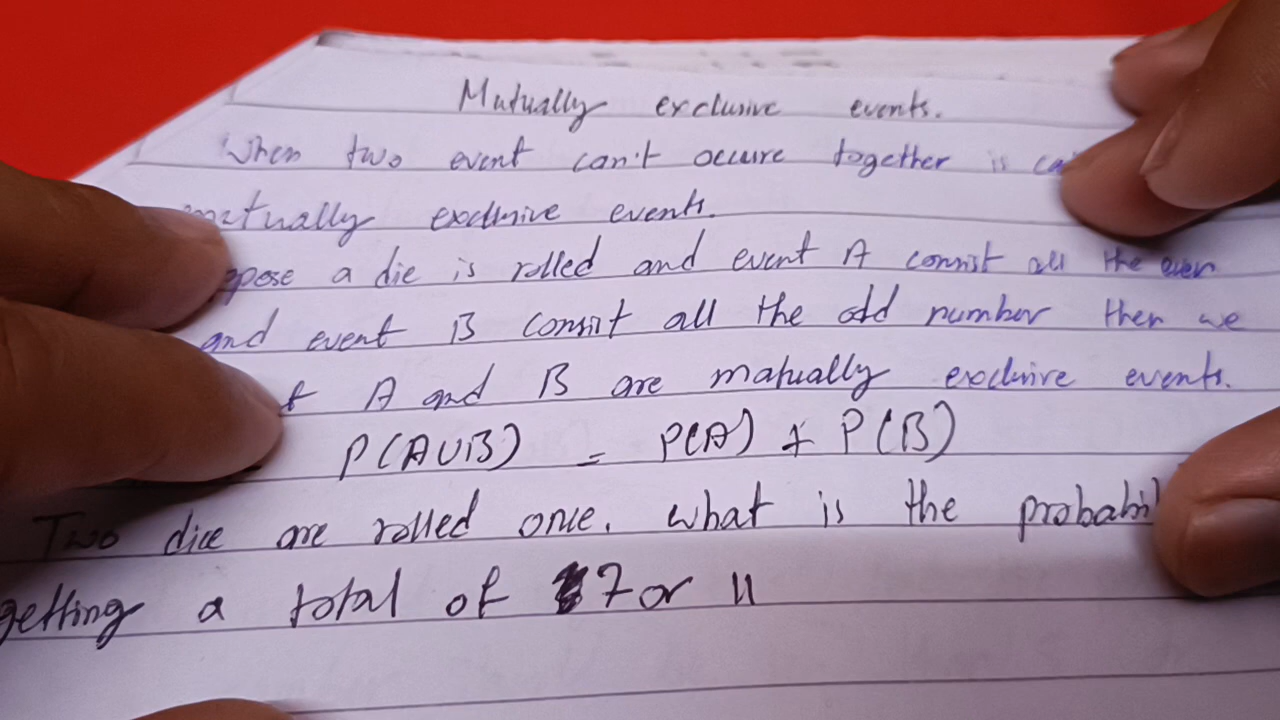 Mutually exclusive events.
When two event can't occure together is
mutually exclusive events.
a die is rolled and event A consist all the even
and event B consist all the odd number then we
A and B are mutually exclusive events.
P(AUB) = P(A) + P(B)
Two dice are rolled once. what is the
getting a total of 7 or 11